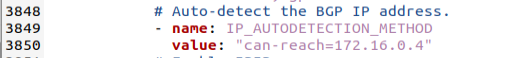 3848 # Auto-detect the BGP IP address.
3849 - name: IP_AUTODETECTION_METHOD
3850 value: "can-reach=172.16.0.4"